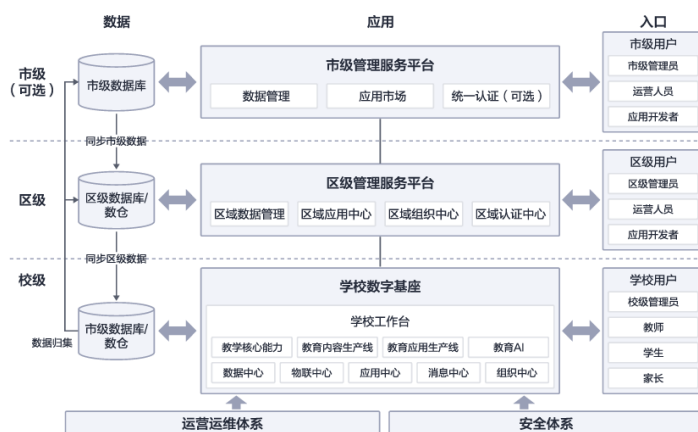 数据
应用
入口
市级
（可选）
市级数据库
市级管理服务平台
数据管理
应用市场
统一认证（可选）
市级用户
市级管理员
运营人员
应用开发者
同步市级数据
区级
区级数据库/
数仓
区级管理服务平台
区域数据管理
区域应用中心
区域组织中心
区域认证中心
区级用户
区级管理员
运营人员
应用开发者
同步区级数据
校级
数据归集
市级数据库/
数仓
学校数字基座
学校工作台
教学核心能力
教育内容生产线
教育应用生产线
教育AI
数据中心
物联中心
应用中心
消息中心
组织中心
学校用户
校级管理员
教师
学生
家长
运营运维体系
安全体系